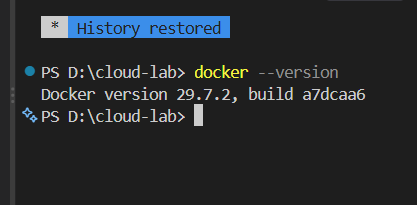 * History restored
PS D:\cloud-lab> docker --version
Docker version 29.7.2, build a7dcaa6
PS D:\cloud-lab>